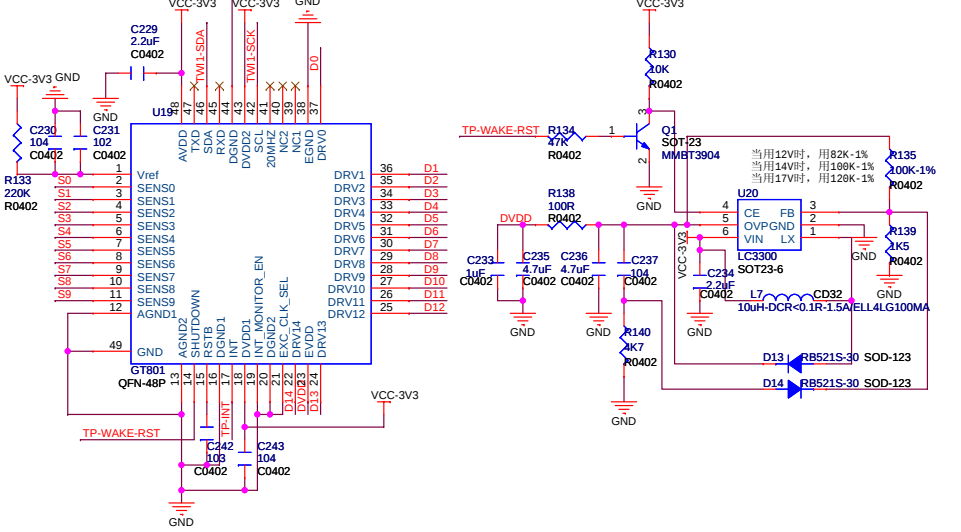 VCC-3V3
VCC-3V3
GND
VCC-3V3
C229
2.2uF
C0402
TWI1-SDA
TWI1-SCK
D0
R130
10K
R0402
VCC-3V3
GND
GND
U19
48
47
46
45
44
43
42
41
40
39
38
37
AVDD
TXD
SDA
RXD
DGND
DVDD2
SCL
20MHZ
NC2
NC1
EGND
DRV0
C230
104
C0402
C231
102
C0402
R133
220K
R0402
1
2
3
4
5
6
7
8
9
10
11
12
49
S0
S1
S2
S3
S4
S5
S6
S7
S8
S9
Vref
SENS0
SENS1
SENS2
SENS3
SENS4
SENS5
SENS6
SENS7
SENS8
SENS9
AGND1
GND
DRV1
DRV2
DRV3
DRV4
DRV5
DRV6
DRV7
DRV8
DRV9
DRV10
DRV11
DRV12
36
35
34
33
32
31
30
29
28
27
26
25
D1
D2
D3
D4
D5
D6
D7
D8
D9
D10
D11
D12
AGND2
SHUTDOWN
RSTB
DGND1
INT
DVDD1
INT_MONITOR_EN
DGND2
EXC_CLK_SEL
DRV14
EVDD
DRV13
GT801
QFN-48P
13
14
15
16
17
18
19
20
21
22
23
24
D14
DVDD
D13
TP-INT
VCC-3V3
TP-WAKE-RST
C242
103
C0402
C243
104
C0402
GND
TP-WAKE-RST
R134
47K
R0402
1
3
2
Q1
SOT-23
MMBT3904
GND
当用12V时，用82K-1%
当用14V时，用100K-1%
当用17V时，用120K-1%
R135
100K-1%
R0402
U20
4
5
6
CE
OVP
VIN
FB
GND
LX
3
2
1
LC3300
SOT23-6
R138
100R
R0402
DVDD
R139
1K5
R0402
GND
GND
VCC-3V3
C233
1uF
C0402
C235
4.7uF
C0402
C236
4.7uF
C0402
C237
104
C0402
C234
2.2uF
C0402
GND
GND
GND
L7
CD32
10uH-DCR<0.1R-1.5A/ELL4LG100MA
R140
4K7
R0402
GND
D13
RB521S-30
SOD-123
D14
RB521S-30
SOD-123